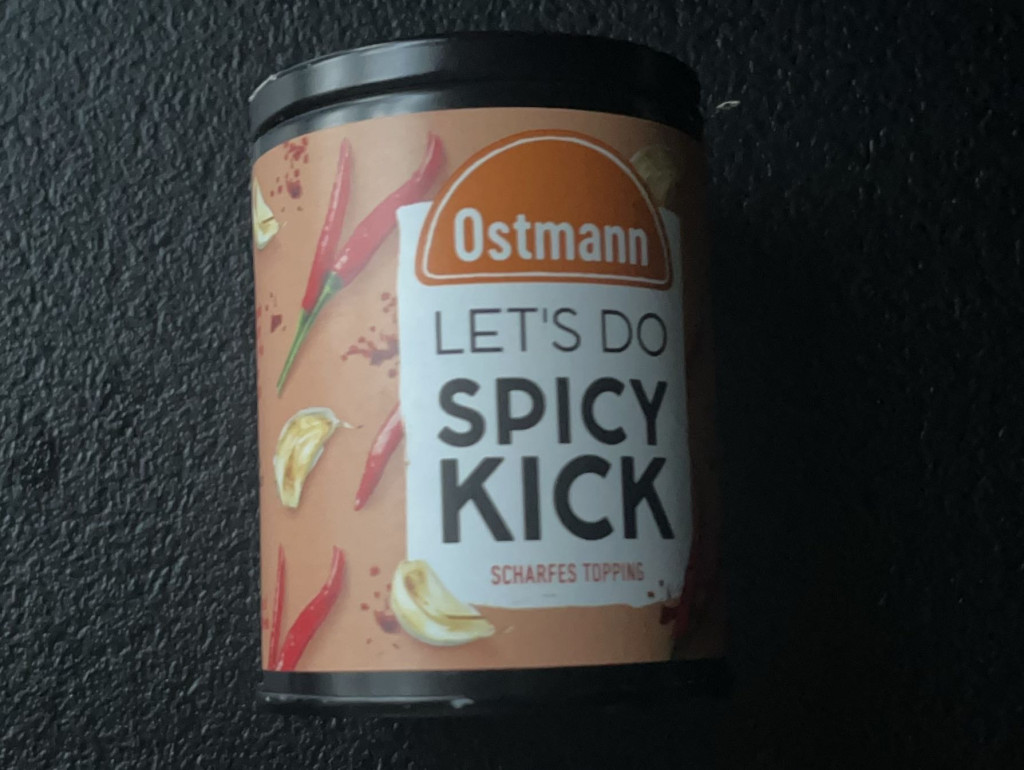 Ostmann
LET'S DO
SPICY
KICK
SCHARFES TOPPING